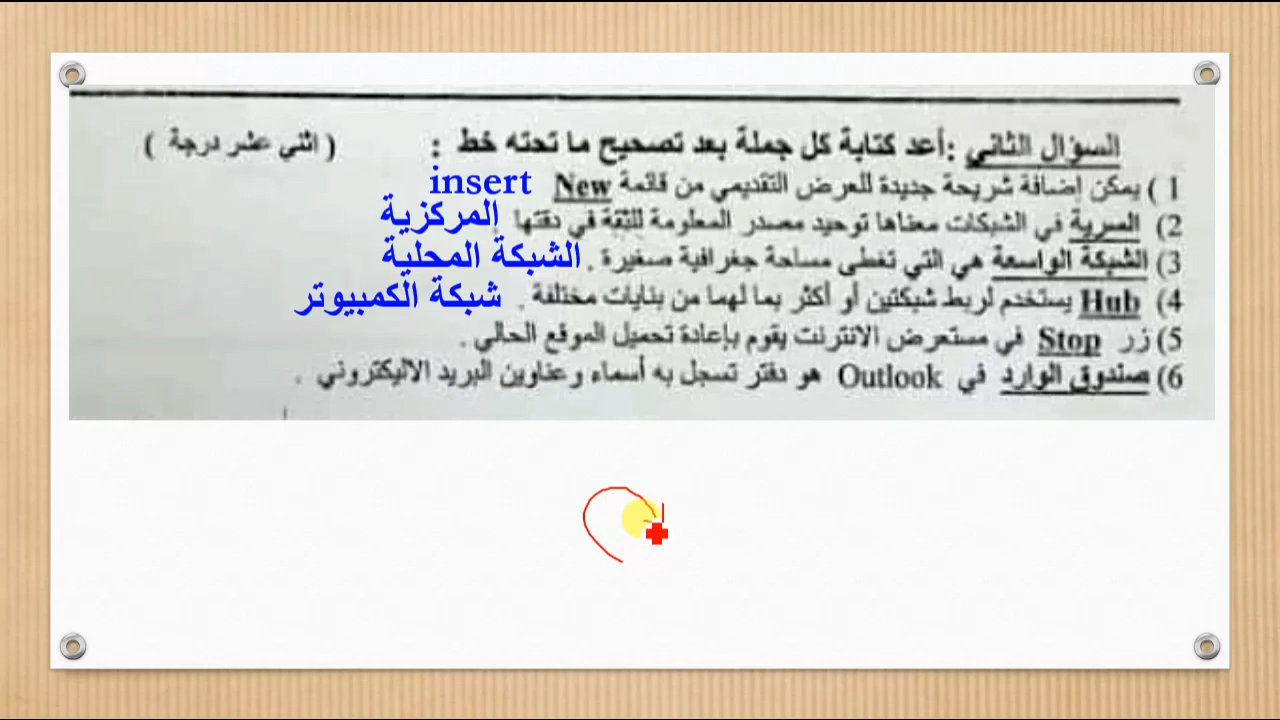 السؤال الثاني : أعد كتابة كل جملة بعد تصحيح ما تحته خط : ( اثني عشر درجة )
1 ) يمكن إضافة شريحة جديدة للعرض التقديمي من قائمة New insert
2) السرية في الشبكات معناها توحيد مصدر المعلومة للثقة في دقتها . المركزية
3) الشبكة الواسعة هي التي تغطى مساحة جغرافية صغيرة . الشبكة المحلية
4) Hub يستخدم لربط شبكتين أو أكثر بما لهما من بنايات مختلفة . شبكة الكمبيوتر
5) زر Stop في مستعرض الانترنت يقوم بإعادة تحميل الموقع الحالي .
6) صندوق الوارد في Outlook هو دفتر تسجل به أسماء وعناوين البريد الاليكتروني .